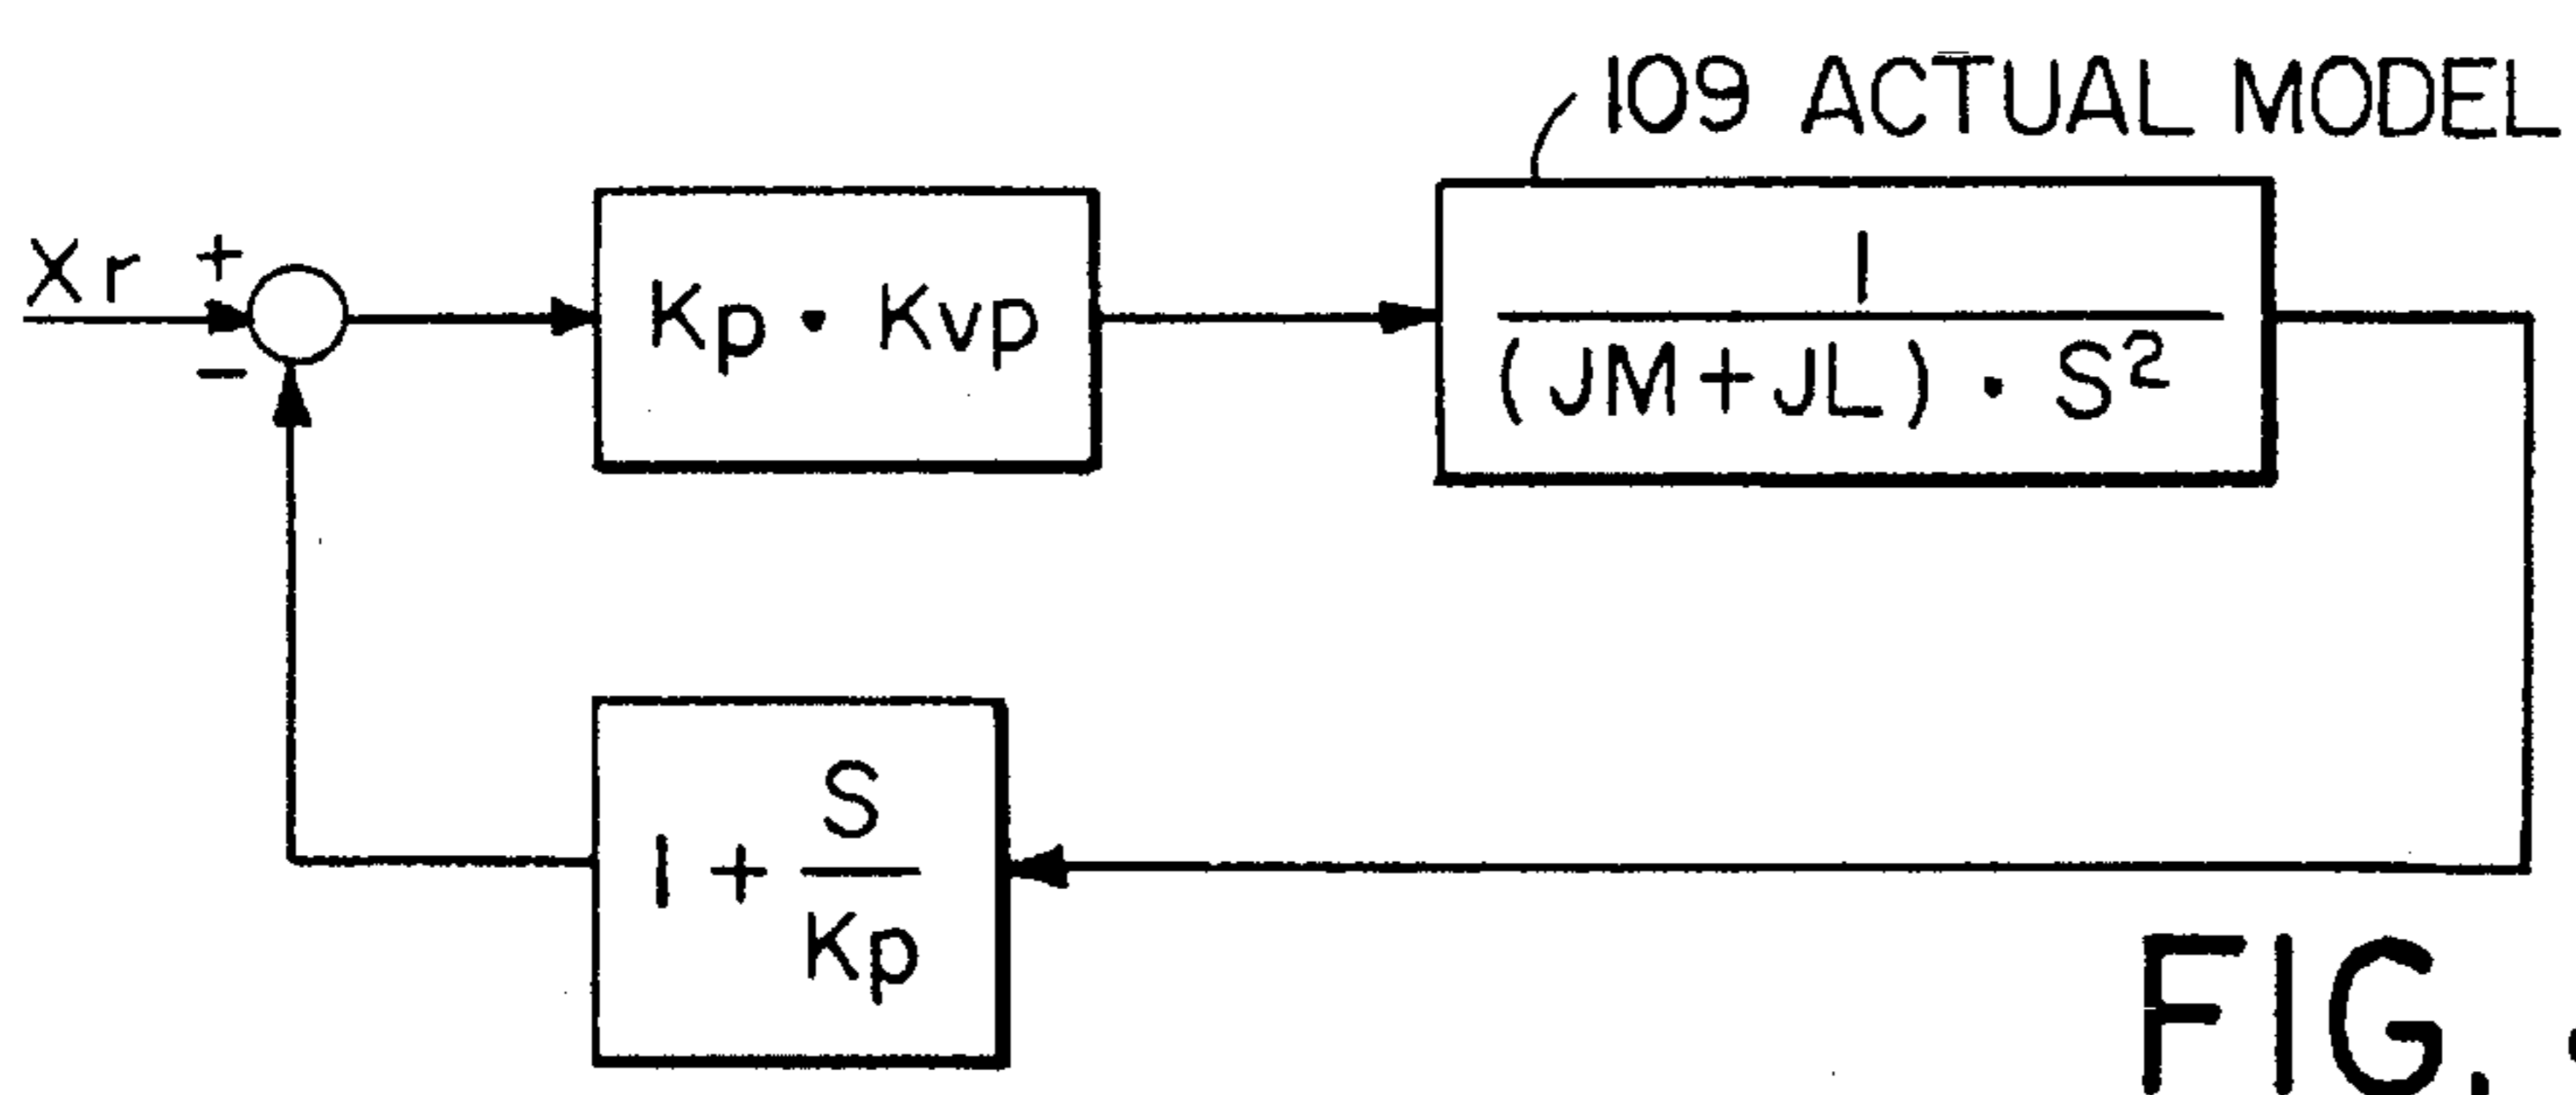 109 ACTUAL MODEL
Xr +
−
Kp · Kvp
1
(JM+JL) · S²
1 + S
Kp
FIG.